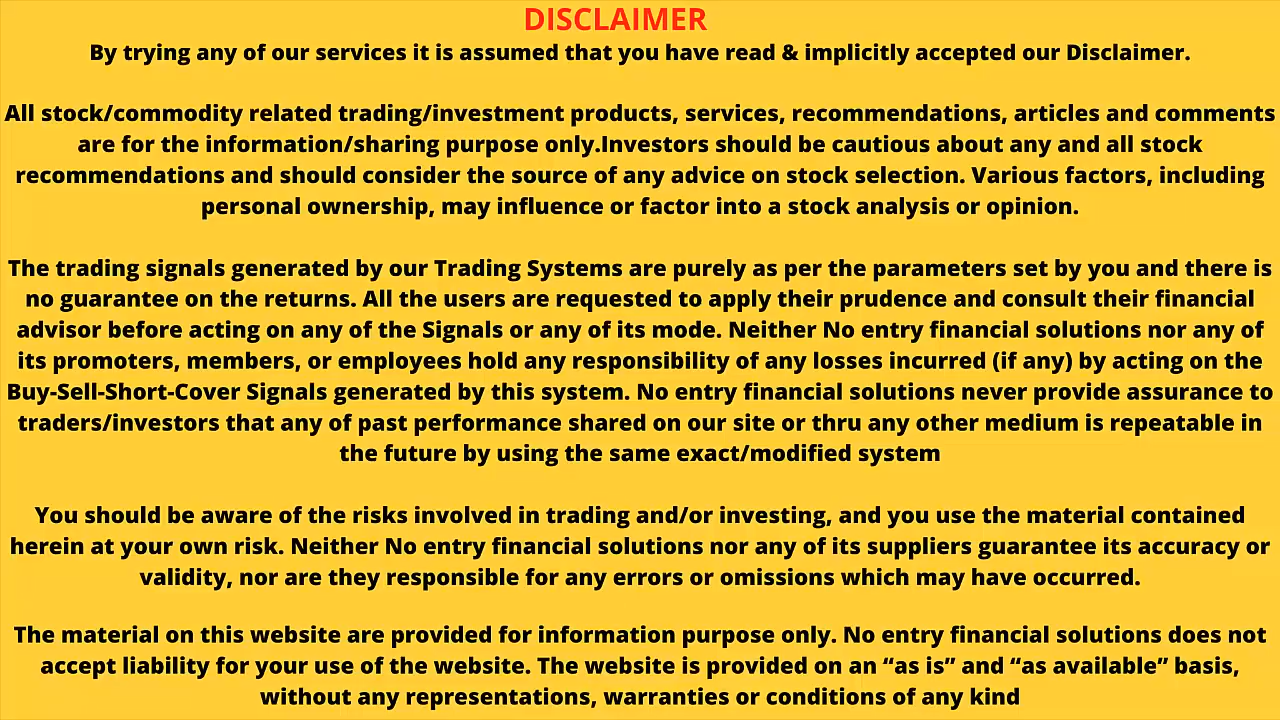 DISCLAIMER
By trying any of our services it is assumed that you have read & implicitly accepted our Disclaimer.
All stock/commodity related trading/investment products, services, recommendations, articles and comments
are for the information/sharing purpose only.Investors should be cautious about any and all stock
recommendations and should consider the source of any advice on stock selection. Various factors, including
personal ownership, may influence or factor into a stock analysis or opinion.
The trading signals generated by our Trading Systems are purely as per the parameters set by you and there is
no guarantee on the returns. All the users are requested to apply their prudence and consult their financial
advisor before acting on any of the Signals or any of its mode. Neither No entry financial solutions nor any of
its promoters, members, or employees hold any responsibility of any losses incurred (if any) by acting on the
Buy-Sell-Short-Cover Signals generated by this system. No entry financial solutions never provide assurance to
traders/investors that any of past performance shared on our site or thru any other medium is repeatable in
the future by using the same exact/modified system
You should be aware of the risks involved in trading and/or investing, and you use the material contained
herein at your own risk. Neither No entry financial solutions nor any of its suppliers guarantee its accuracy or
validity, nor are they responsible for any errors or omissions which may have occurred.
The material on this website are provided for information purpose only. No entry financial solutions does not
accept liability for your use of the website. The website is provided on an “as is” and “as available” basis,
without any representations, warranties or conditions of any kind